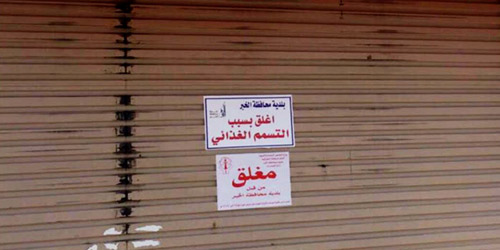 بلدية محافظة الخبر
اغلق بسبب
التسمم الغذائي
مغلق
من قبل
بلدية محافظة الخبر